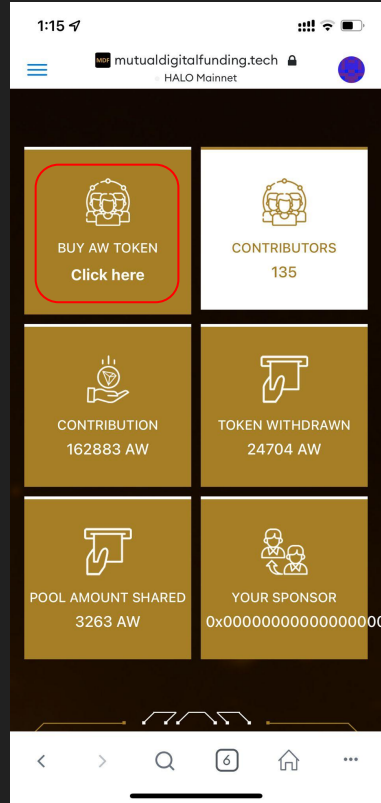 1:15
MDF mutualdigitalfunding.tech
HALO Mainnet
BUY AW TOKEN
Click here
CONTRIBUTORS
135
CONTRIBUTION
162883 AW
TOKEN WITHDRAWN
24704 AW
POOL AMOUNT SHARED
3263 AW
YOUR SPONSOR
0x00000000000000000
6